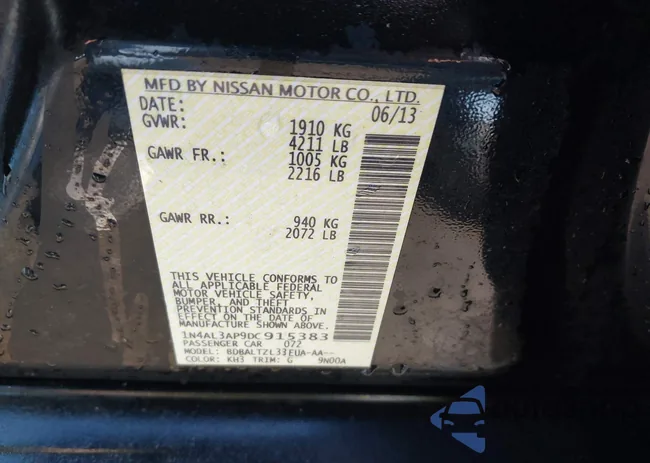 MFD BY NISSAN MOTOR CO., LTD.
DATE: 06/13
GVWR: 1910 KG
4211 LB
GAWR FR.: 1005 KG
2216 LB
GAWR RR.: 940 KG
2072 LB
THIS VEHICLE CONFORMS TO
ALL APPLICABLE FEDERAL
MOTOR VEHICLE SAFETY,
BUMPER, AND THEFT
PREVENTION STANDARDS
IN EFFECT ON THE DATE OF
MANUFACTURE SHOWN ABOVE.
1N4AL3AP9DC915383
PASSENGER CAR 072
MODEL: BDBALTZL33EUA-AA--
COLOR: KH3 TRIM: G 9N00A